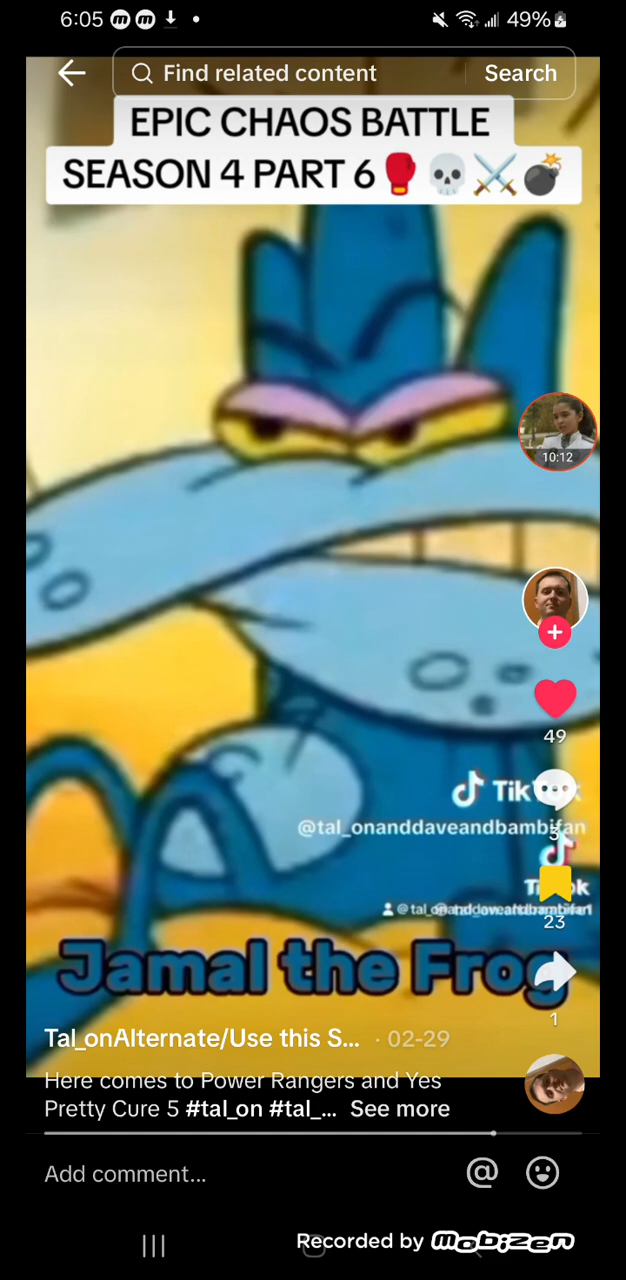 6:05
49%
Find related content
Search
EPIC CHAOS BATTLE
SEASON 4 PART 6🥊💀⚔️💣
10:12
49
TikTok
@tal_onanddaveandbambifan
3
23
Jamal the Frog
1
Tal_onAlternate/Use this S... · 02-29
Here comes to Power Rangers and Yes
Pretty Cure 5 #tal_on #tal_... See more
Add comment...
Recorded by mobizen